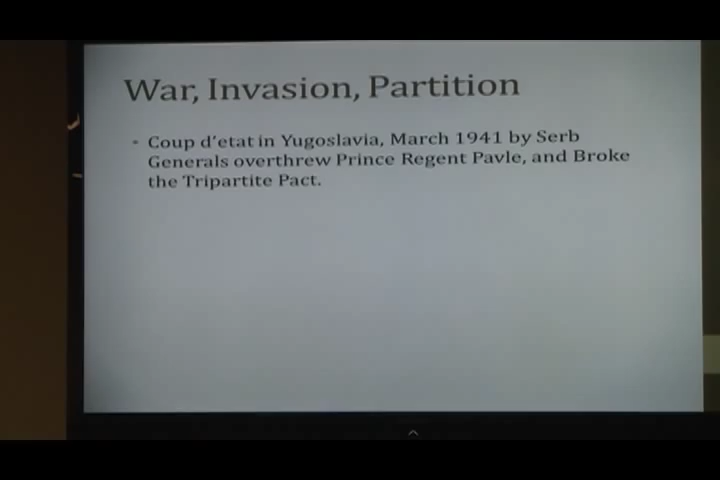 War, Invasion, Partition
- Coup d'etat in Yugoslavia, March 1941 by Serb
Generals overthrew Prince Regent Pavle, and Broke
the Tripartite Pact.